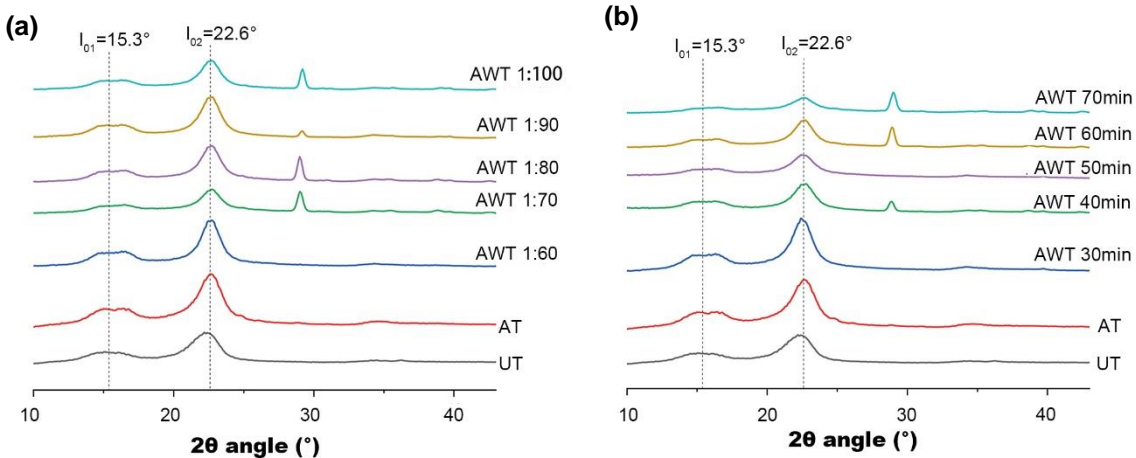 (a)
I01=15.3°
I02=22.6°
AWT 1:100
AWT 1:90
AWT 1:80
AWT 1:70
AWT 1:60
AT
UT
10
20
30
40
2θ angle (°)
(b)
I01=15.3°
I02=22.6°
AWT 70min
AWT 60min
AWT 50min
AWT 40min
AWT 30min
AT
UT
10
20
30
40
2θ angle (°)